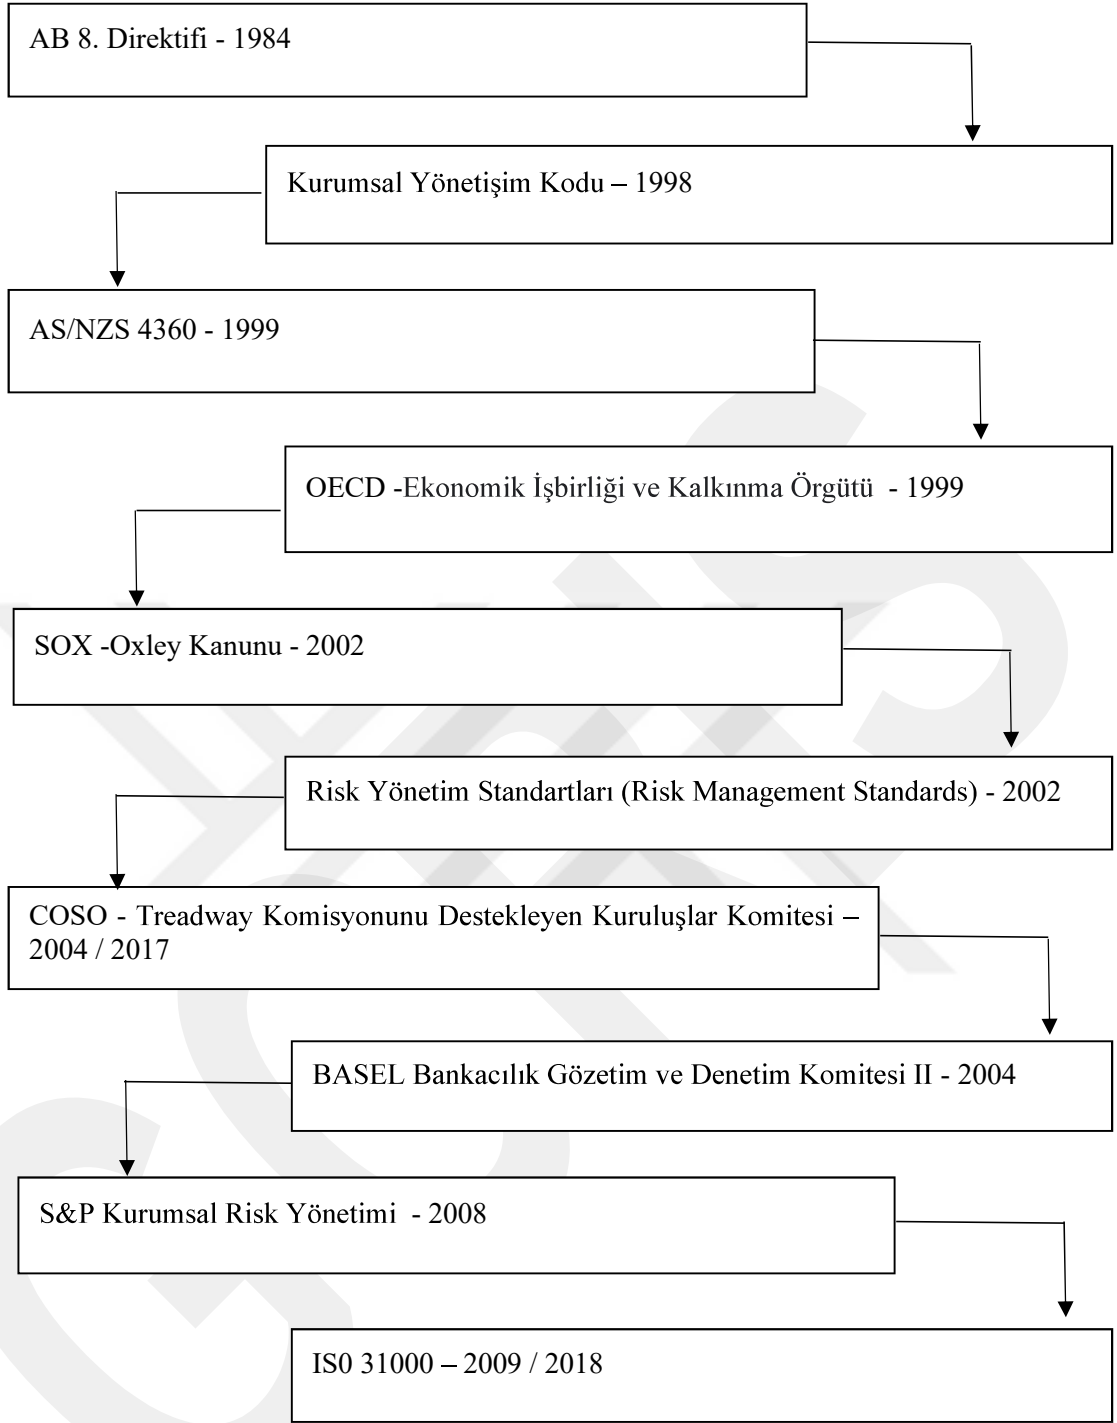 AB 8. Direktifi - 1984
Kurumsal Yönetişim Kodu – 1998
AS/NZS 4360 - 1999
OECD -Ekonomik İşbirliği ve Kalkınma Örgütü - 1999
SOX -Oxley Kanunu - 2002
Risk Yönetim Standartları (Risk Management Standards) - 2002
COSO - Treadway Komisyonunu Destekleyen Kuruluşlar Komitesi –
2004 / 2017
BASEL Bankacılık Gözetim ve Denetim Komitesi II - 2004
S&P Kurumsal Risk Yönetimi - 2008
IS0 31000 – 2009 / 2018